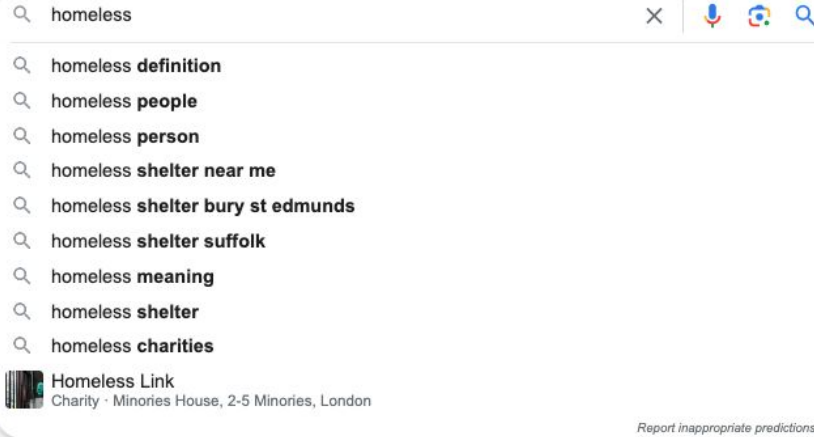 homeless
homeless definition
homeless people
homeless person
homeless shelter near me
homeless shelter bury st edmunds
homeless shelter suffolk
homeless meaning
homeless shelter
homeless charities
Homeless Link
Charity · Minories House, 2-5 Minories, London
Report inappropriate predictions